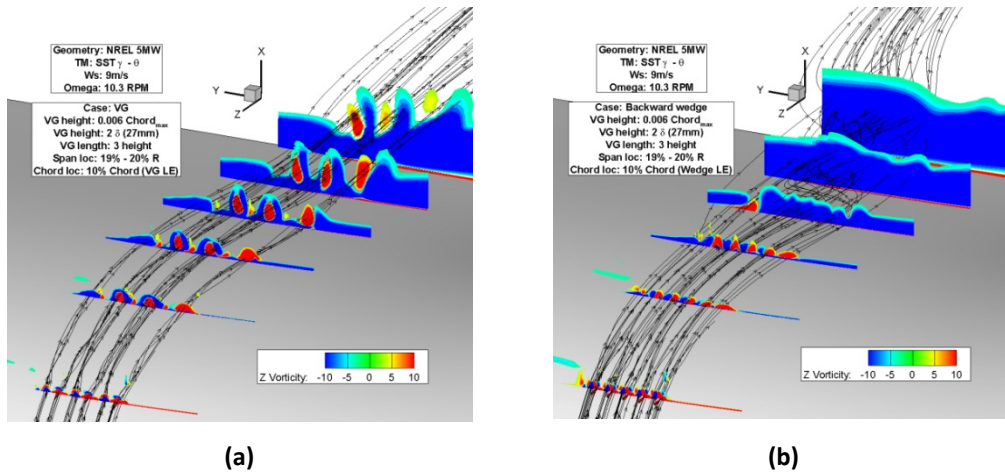 Geometry: NREL 5MW
TM: SST γ - θ
Ws: 9m/s
Omega: 10.3 RPM
Case: VG
VG height: 0.006 Chordmax
VG height: 2 δ (27mm)
VG length: 3 height
Span loc: 19% - 20% R
Chord loc: 10% Chord (VG LE)
X
Y
Z
Z Vorticity: -10 -5 0 5 10
(a)
Geometry: NREL 5MW
TM: SST γ - θ
Ws: 9m/s
Omega: 10.3 RPM
Case: Backward wedge
VG height: 0.006 Chordmax
VG height: 2 δ (27mm)
VG length: 3 height
Span loc: 19% - 20% R
Chord loc: 10% Chord (Wedge LE)
X
Y
Z
Z Vorticity: -10 -5 0 5 10
(b)